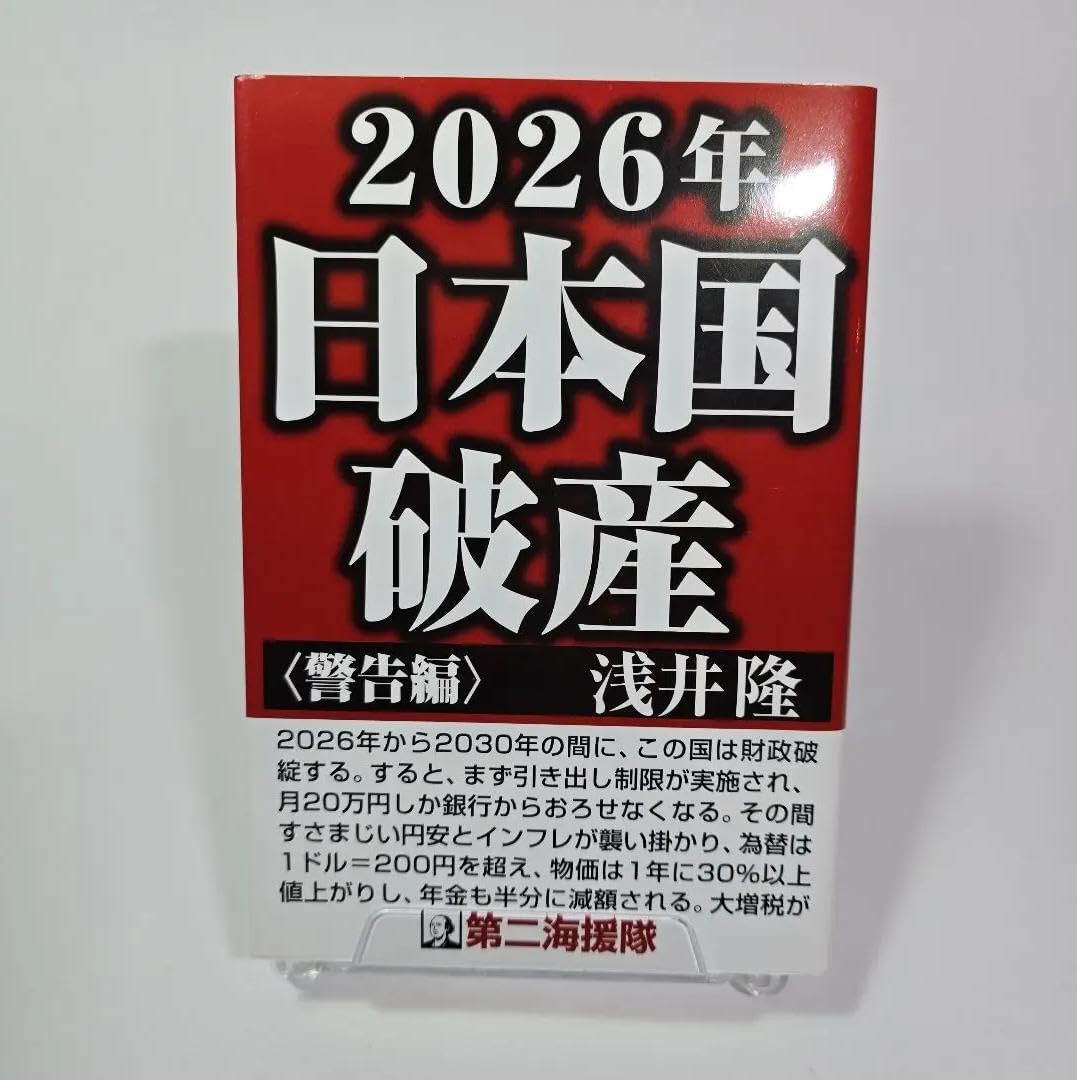 2026年
日本国
破産
〈警告編〉 浅井隆
2026年から2030年の間に、この国は財政破
綻する。すると、まず引き出し制限が実施され、
月20万円しか銀行からおろせなくなる。その間
すさまじい円安とインフレが襲い掛かり、為替は
1ドル＝200円を超え、物価は1年に30%以上
値上がりし、年金も半分に減額される。大増税が
第二海援隊